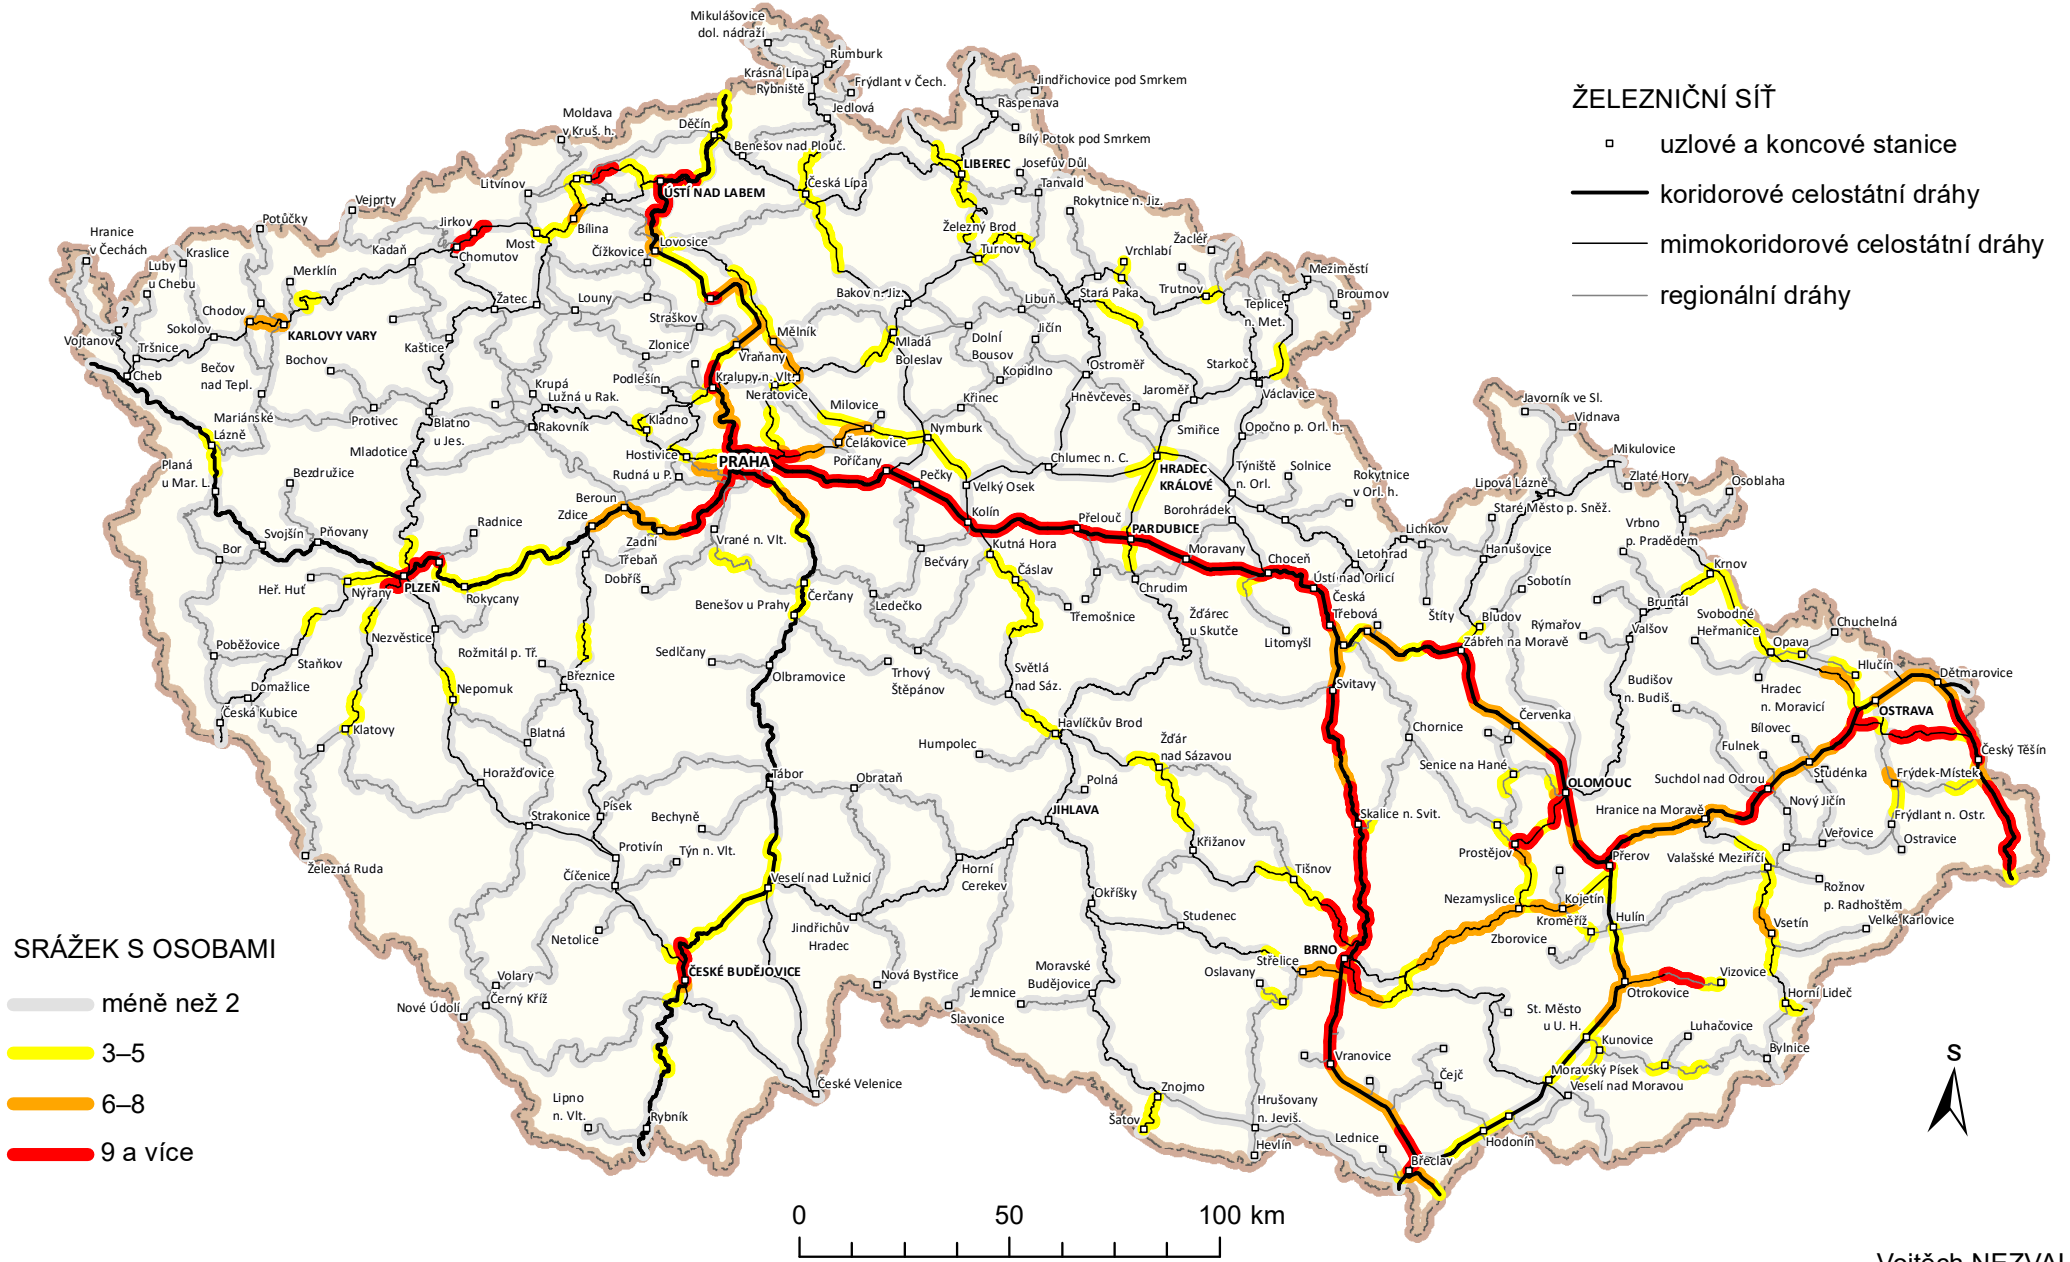 Mikulášovice
dol. nádraží
Rumburk
Krásná Lípa
Rybniště
Frýdlant v Čech.
Jindřichovice pod Smrkem
Raspenava
Jedlová
Moldava
v Kruš. h.
Děčín
Bílý Potok pod Smrkem
Benešov nad Plouč.
LIBEREC
Josefův Důl
Litvínov
ÚSTÍ NAD LABEM
Česká Lípa
Tanvald
Vejprty
Rokytnice n. Jiz.
Potůčky
Jirkov
Hranice
v Čechách
Kadaň
Most
Bílina
Železný Brod
Žacléř
Kraslice
Chomutov
Čížkovice
Lovosice
Turnov
Vrchlabí
Luby
u Chebu
Merklín
Meziměstí
Chodov
Žatec
Louny
Bakov n. Jiz.
Libuň
Stará Paka
Trutnov
Teplice
n. Met.
Broumov
Sokolov
KARLOVY VARY
Straškov
Mělník
Jičín
Vojtanov
Tršnice
Kaštice
Zlonice
Vraňany
Mladá
Boleslav
Dolní
Bousov
Cheb
Bečov
nad Tepl.
Bochov
Podlešín
Kralupy n. Vlt.
Kopidlno
Ostroměř
Starkoč
Krupá
Lužná u Rak.
Neratovice
Jaroměř
Václavice
Mariánské
Lázně
Protivec
Blatno
u Jes.
Rakovník
Kladno
Milovice
Křinec
Hněvčeves
Javorník ve Sl.
Vidnava
Čelákovice
Nymburk
Smiřice
Opočno p. Orl. h.
Mladotice
Hostivice
PRAHA
Poříčany
Chlumec n. C.
Mikulovice
Planá
u Mar. L.
Bezdružice
Rudná u P.
Pečky
HRADEC
KRÁLOVÉ
Týniště
n. Orl.
Solnice
Rokytnice
v Orl. h.
Lipová Lázně
Zlaté Hory
Osoblaha
Beroun
Velký Osek
Borohrádek
Staré Město p. Sněž.
Svojšín
Pňovany
Radnice
Zdice
Kolín
Přelouč
PARDUBICE
Lichkov
Vrbno
p. Pradědem
Bor
Zadní
Třebaň
Vrané n. Vlt.
Kutná Hora
Moravany
Choceň
Letohrad
Hanušovice
Heř. Huť
Nýřany
PLZEŇ
Rokycany
Dobříš
Bečváry
Čáslav
Chrudim
Ústí nad Orlicí
Sobotín
Krnov
Benešov u Prahy
Čerčany
Ledečko
Třemošnice
Česká
Třebová
Štíty
Bludov
Bruntál
Svobodné
Heřmanice
Nezvěstice
Žďárec
u Skutče
Litomyšl
Zábřeh na Moravě
Rýmařov
Valšov
Opava
Chuchelná
Poběžovice
Staňkov
Rožmitál p. Tř.
Sedlčany
Olbramovice
Trhový
Štěpánov
Světlá
nad Sáz.
Hlučín
Dětmarovice
Domažlice
Nepomuk
Březnice
Svitavy
Budišov
n. Budiš.
Hradec
n. Moravicí
Česká Kubice
Červenka
OSTRAVA
Klatovy
Blatná
Humpolec
Havlíčkův Brod
Žďár
nad Sázavou
Chornice
Bílovec
Fulnek
Český Těšín
Horažďovice
Tábor
Obrataň
Polná
Senice na Hané
OLOMOUC
Suchdol nad Odrou
Studénka
Frýdek-Místek
Strakonice
Písek
Bechyně
JIHLAVA
Skalice n. Svit.
Hranice na Moravě
Nový Jičín
Frýdlant n. Ostr.
Železná Ruda
Protivín
Týn n. Vlt.
Křižanov
Prostějov
Přerov
Valašské Meziříčí
Veřovice
Ostravice
Číčenice
Veselí nad Lužnicí
Horní
Cerekev
Tišnov
Okříšky
Nezamyslice
Kojetín
Rožnov
p. Radhoštěm
Netolice
Jindřichův
Hradec
Studenec
Kroměříž
Hulín
Vsetín
Velké Karlovice
BRNO
Zborovice
Volary
ČESKÉ BUDĚJOVICE
Nová Bystřice
Moravské
Budějovice
Oslavany
Střelice
Otrokovice
Vizovice
Nové Údolí
Černý Kříž
Jemnice
Slavonice
St. Město
u U. H.
Horní Lideč
Luhačovice
Kunovice
Vranovice
Bylnice
České Velenice
Čejč
Moravský Písek
Veselí nad Moravou
Lipno
n. Vlt.
Rybník
Znojmo
Šatov
Hrušovany
n. Jeviš.
Hevlín
Lednice
Hodonín
Břeclav
ŽELEZNIČNÍ SÍŤ
uzlové a koncové stanice
koridorové celostátní dráhy
mimokoridorové celostátní dráhy
regionální dráhy
SRÁŽEK S OSOBAMI
méně než 2
3–5
6–8
9 a více
0 50 100 km
S